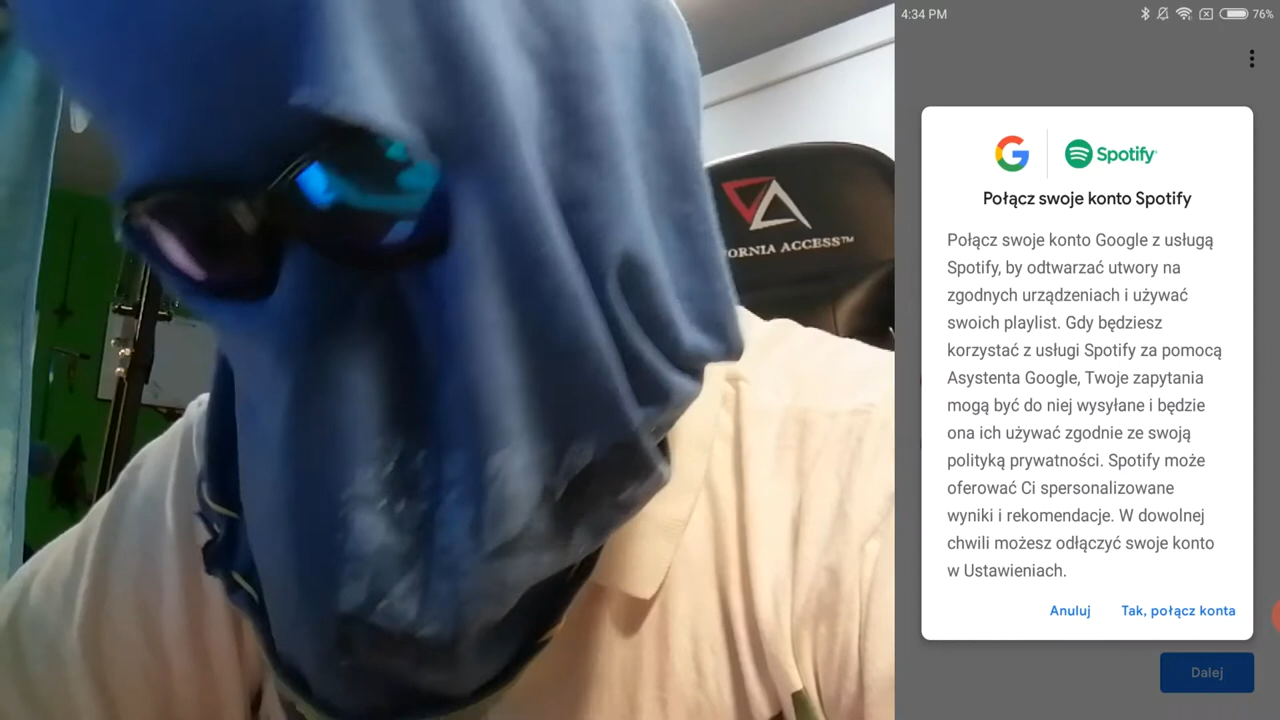 ORNIA ACCESS™
4:34 PM
76%
G
Spotify
Połącz swoje konto Spotify
Połącz swoje konto Google z usługą
Spotify, by odtwarzać utwory na
zgodnych urządzeniach i używać
swoich playlist. Gdy będziesz
korzystać z usługi Spotify za pomocą
Asystenta Google, Twoje zapytania
mogą być do niej wysyłane i będzie
ona ich używać zgodnie ze swoją
polityką prywatności. Spotify może
oferować Ci spersonalizowane
wyniki i rekomendacje. W dowolnej
chwili możesz odłączyć swoje konto
w Ustawieniach.
Anuluj Tak, połącz konta
Dalej